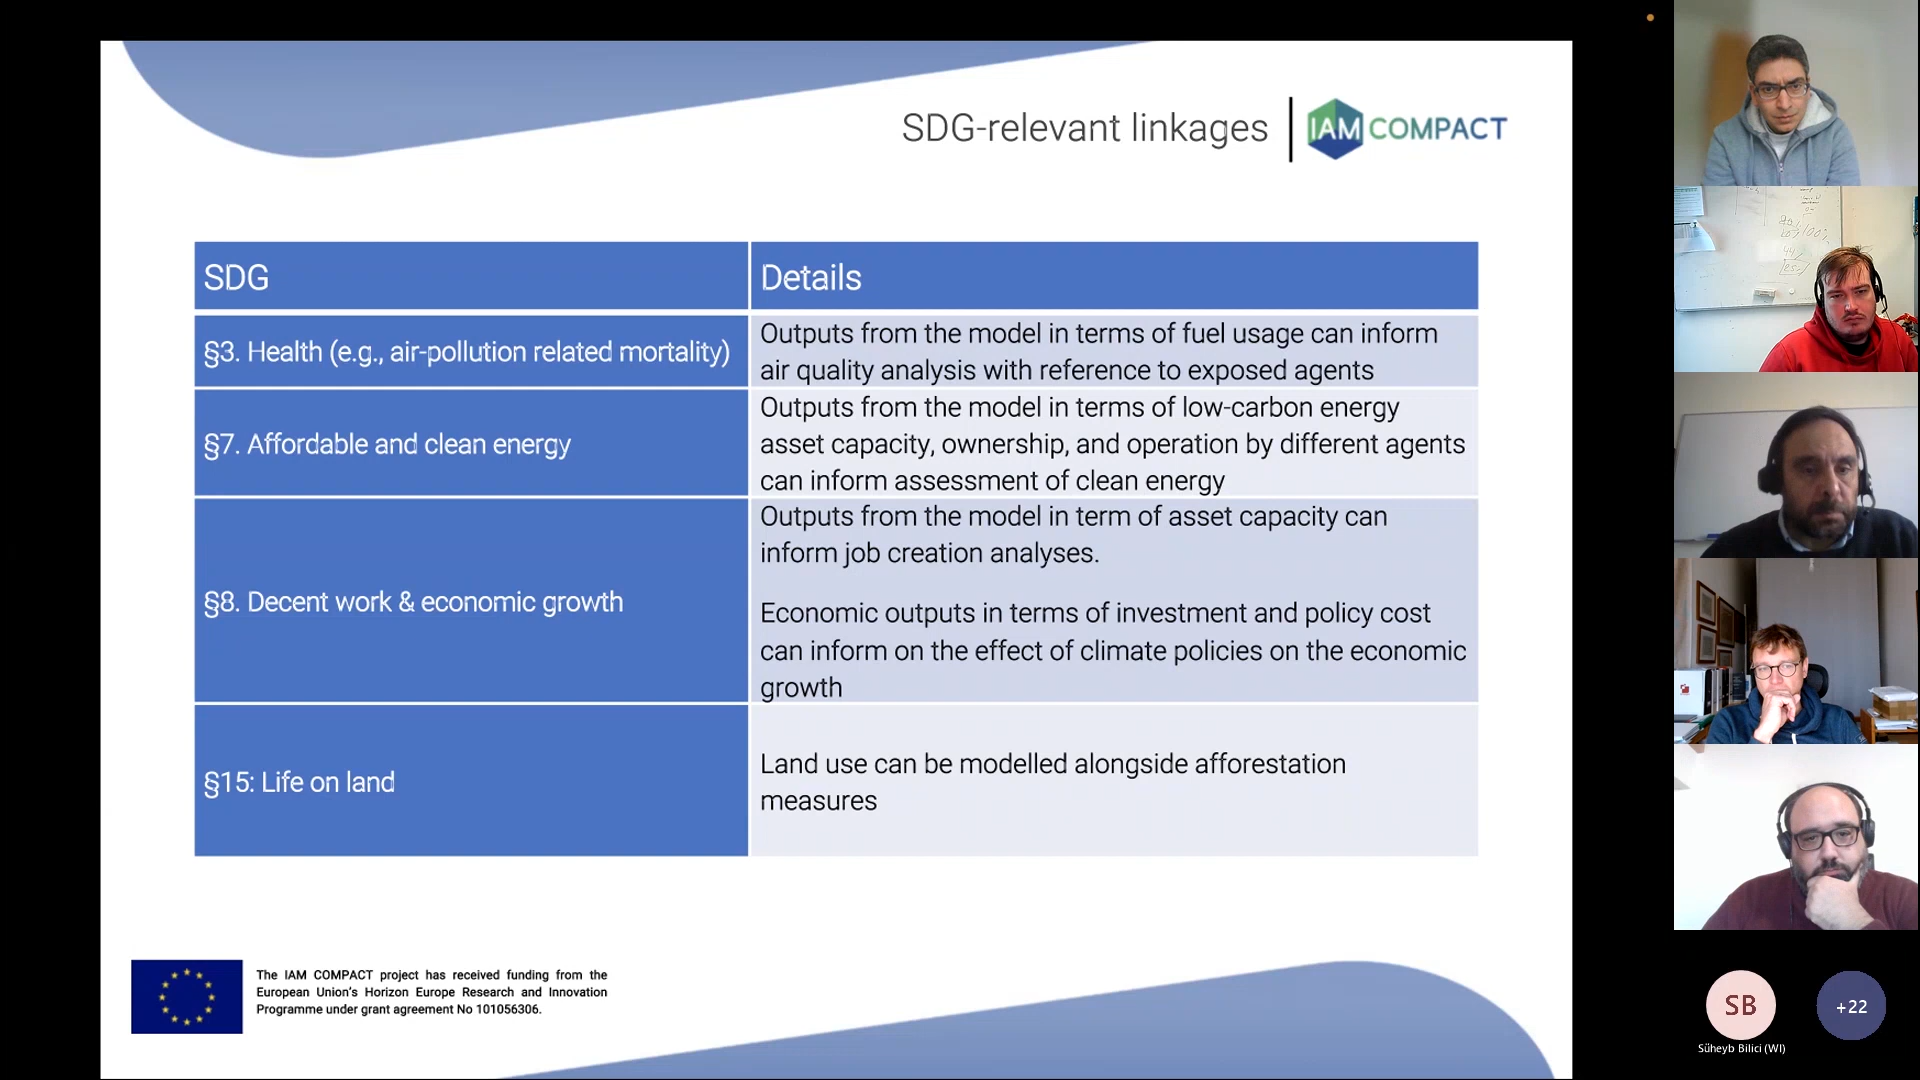 SDG-relevant linkages
IAM COMPACT
SDG
Details
§3. Health (e.g., air-pollution related mortality)
Outputs from the model in terms of fuel usage can inform
air quality analysis with reference to exposed agents
§7. Affordable and clean energy
Outputs from the model in terms of low-carbon energy
asset capacity, ownership, and operation by different agents
can inform assessment of clean energy
§8. Decent work & economic growth
Outputs from the model in term of asset capacity can
inform job creation analyses.
Economic outputs in terms of investment and policy cost
can inform on the effect of climate policies on the economic
growth
§15: Life on land
Land use can be modelled alongside afforestation
measures
The IAM COMPACT project has received funding from the
European Union's Horizon Europe Research and Innovation
Programme under grant agreement No 101056306.
SB
+22
Süheyb Bilici (WI)